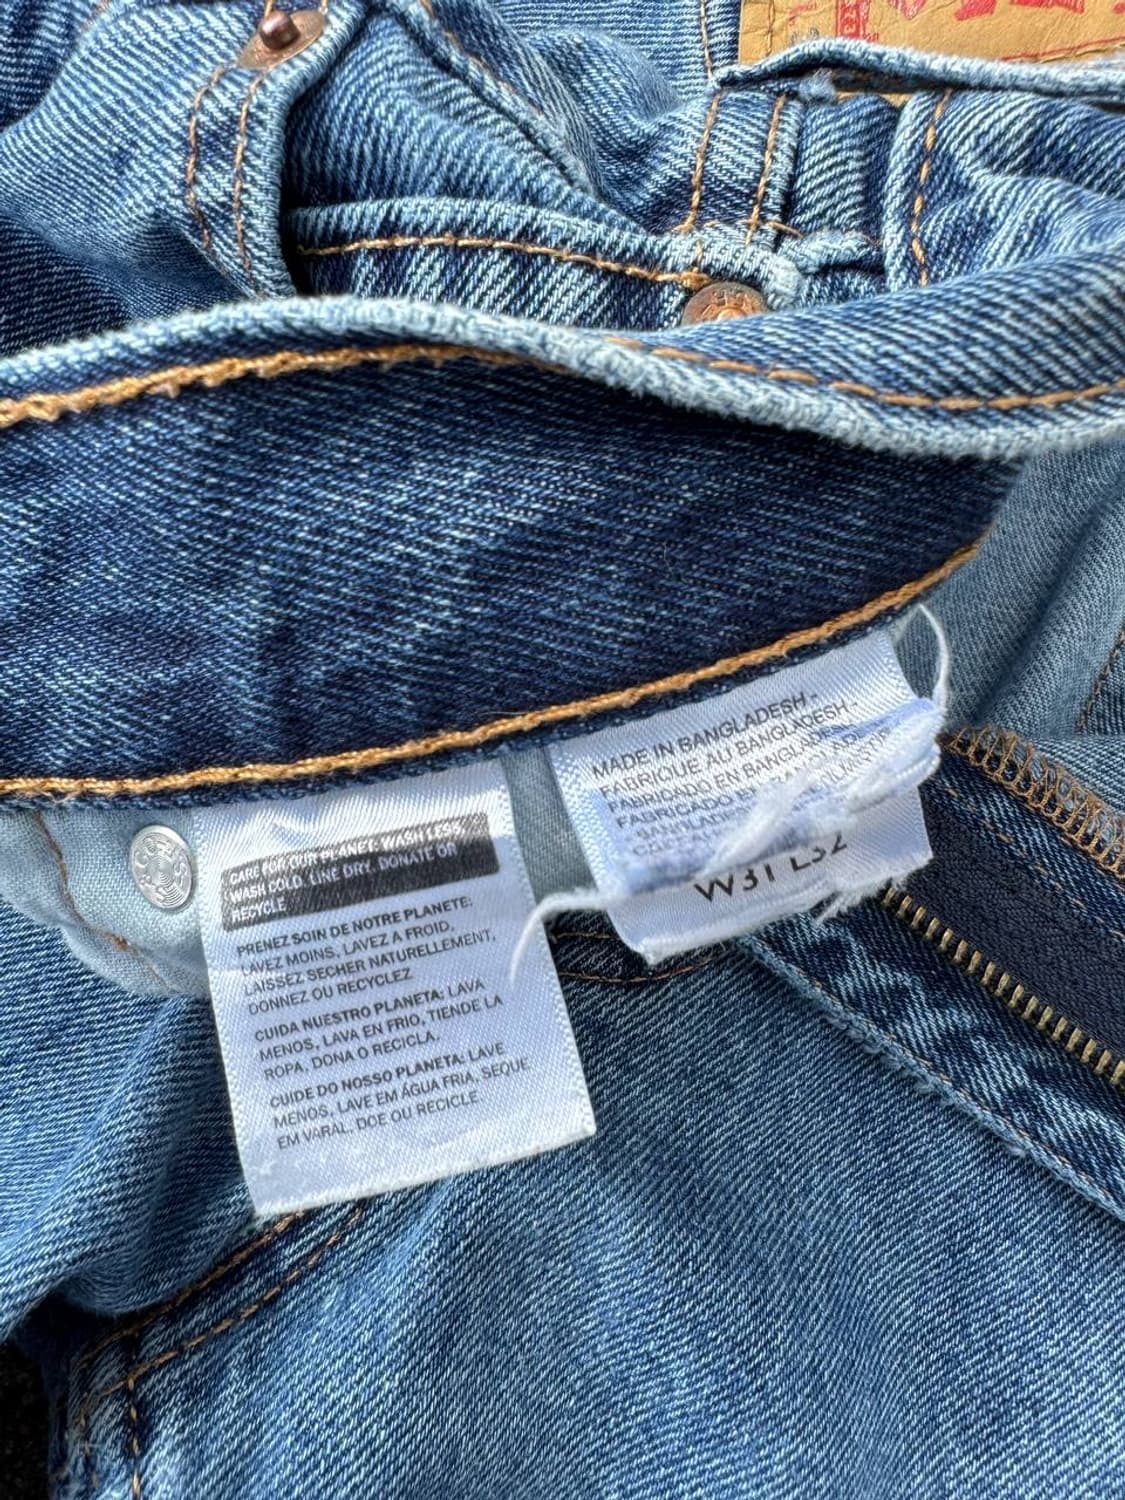 CARE FOR OUR PLANET: WASH LESS,
WASH COLD, LINE DRY, DONATE OR
RECYCLE
PRENEZ SOIN DE NOTRE PLANETE:
LAVEZ MOINS, LAVEZ A FROID,
LAISSEZ SECHER NATURELLEMENT,
DONNEZ OU RECYCLEZ
CUIDA NUESTRO PLANETA: LAVA
MENOS, LAVA EN FRIO, TIENDE LA
ROPA, DONA O RECICLA.
CUIDE DO NOSSO PLANETA: LAVE
MENOS, LAVE EM ÁGUA FRIA, SEQUE
EM VARAL, DOE OU RECICLE
MADE IN BANGLADESH -
FABRIQUE AU BANGLADESH -
FABRICADO EN BANGLADESH
FABRICADO EM
W31 L32